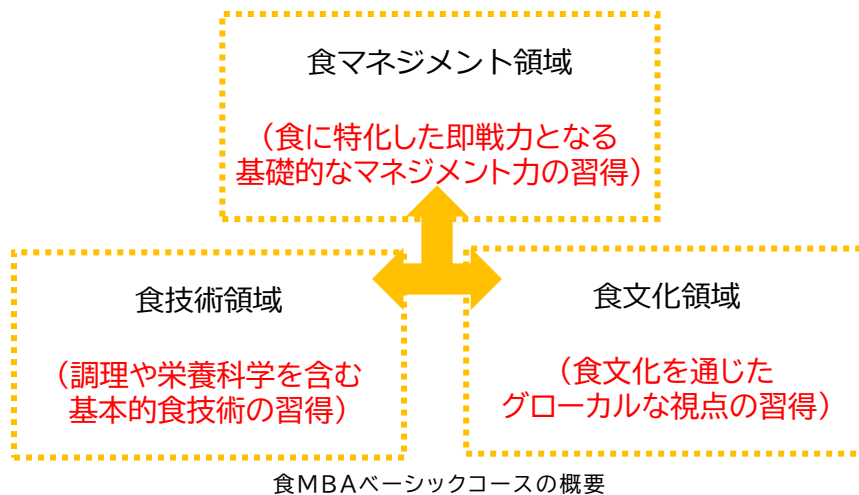 食マネジメント領域
（食に特化した即戦力となる
基礎的なマネジメント力の習得）
食技術領域
（調理や栄養科学を含む
基本的食技術の習得）
食文化領域
（食文化を通じた
グローカルな視点の習得）
食MBAベーシックコースの概要